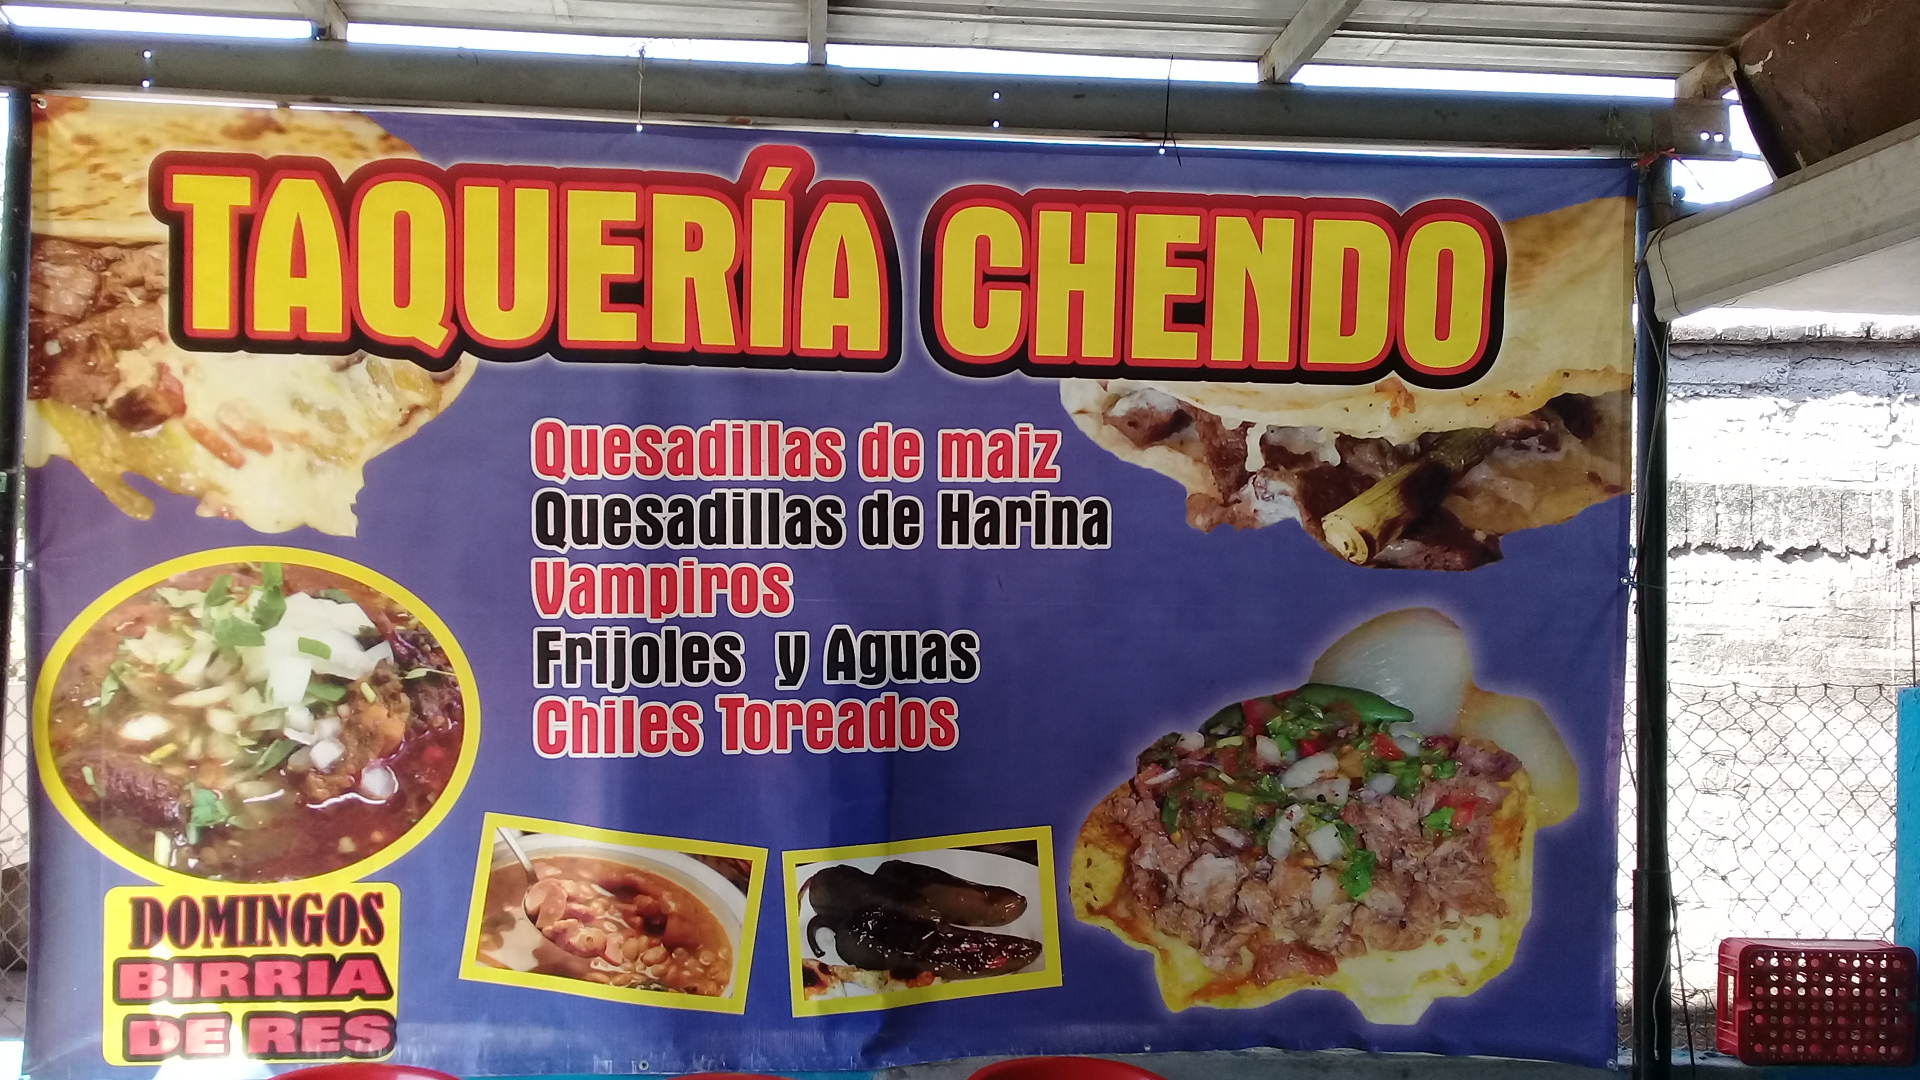 TAQUERÍA CHENDO
Quesadillas de maiz
Quesadillas de Harina
Vampiros
Frijoles y Aguas
Chiles Toreados
DOMINGOS
BIRRIA
DE RES